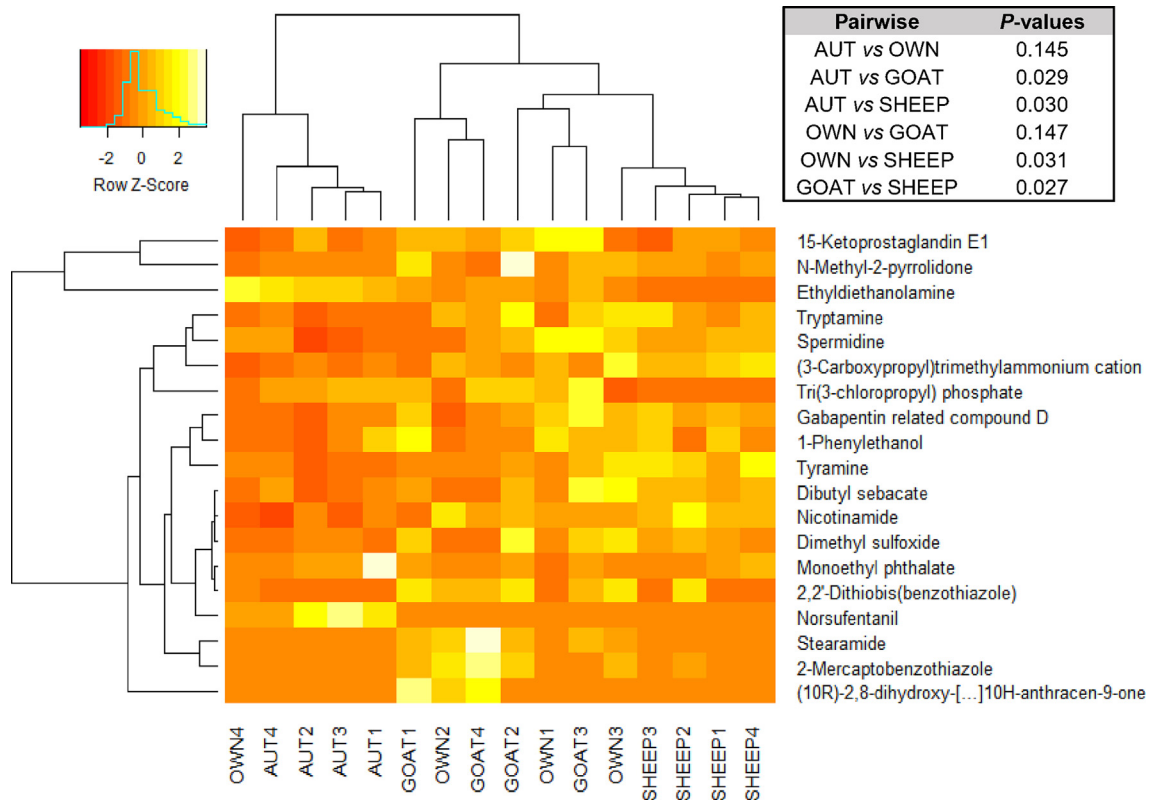 Pairwise P-values
AUT vs OWN 0.145
AUT vs GOAT 0.029
AUT vs SHEEP 0.030
OWN vs GOAT 0.147
OWN vs SHEEP 0.031
GOAT vs SHEEP 0.027
-2 0 2
Row Z-Score
15-Ketoprostaglandin E1
N-Methyl-2-pyrrolidone
Ethyldiethanolamine
Tryptamine
Spermidine
(3-Carboxypropyl)trimethylammonium cation
Tri(3-chloropropyl) phosphate
Gabapentin related compound D
1-Phenylethanol
Tyramine
Dibutyl sebacate
Nicotinamide
Dimethyl sulfoxide
Monoethyl phthalate
2,2'-Dithiobis(benzothiazole)
Norsufentanil
Stearamide
2-Mercaptobenzothiazole
(10R)-2,8-dihydroxy-[...]10H-anthracen-9-one
OWN4
AUT4
AUT2
AUT3
AUT1
GOAT1
OWN2
GOAT4
GOAT2
OWN1
GOAT3
OWN3
SHEEP3
SHEEP2
SHEEP1
SHEEP4